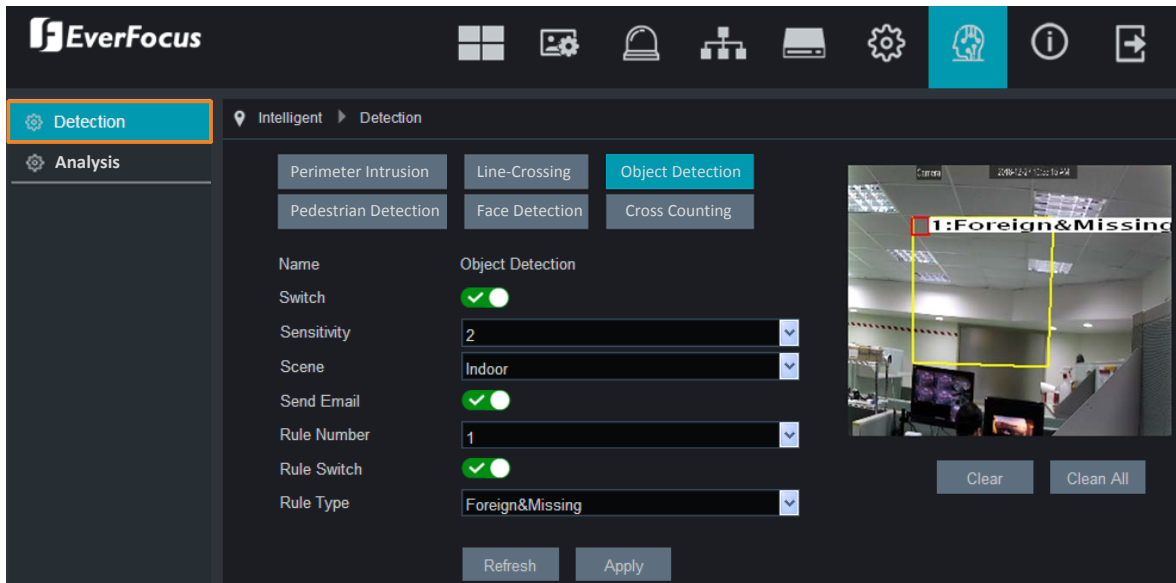 EverFocus
Detection
Analysis
Intelligent Detection
Perimeter Intrusion Line-Crossing Object Detection
Pedestrian Detection Face Detection Cross Counting
Name Object Detection
Switch
Sensitivity 2
Scene Indoor
Send Email
Rule Number 1
Rule Switch
Rule Type Foreign&Missing
Refresh Apply
Camera
1:Foreign&Missing
Clear Clean All